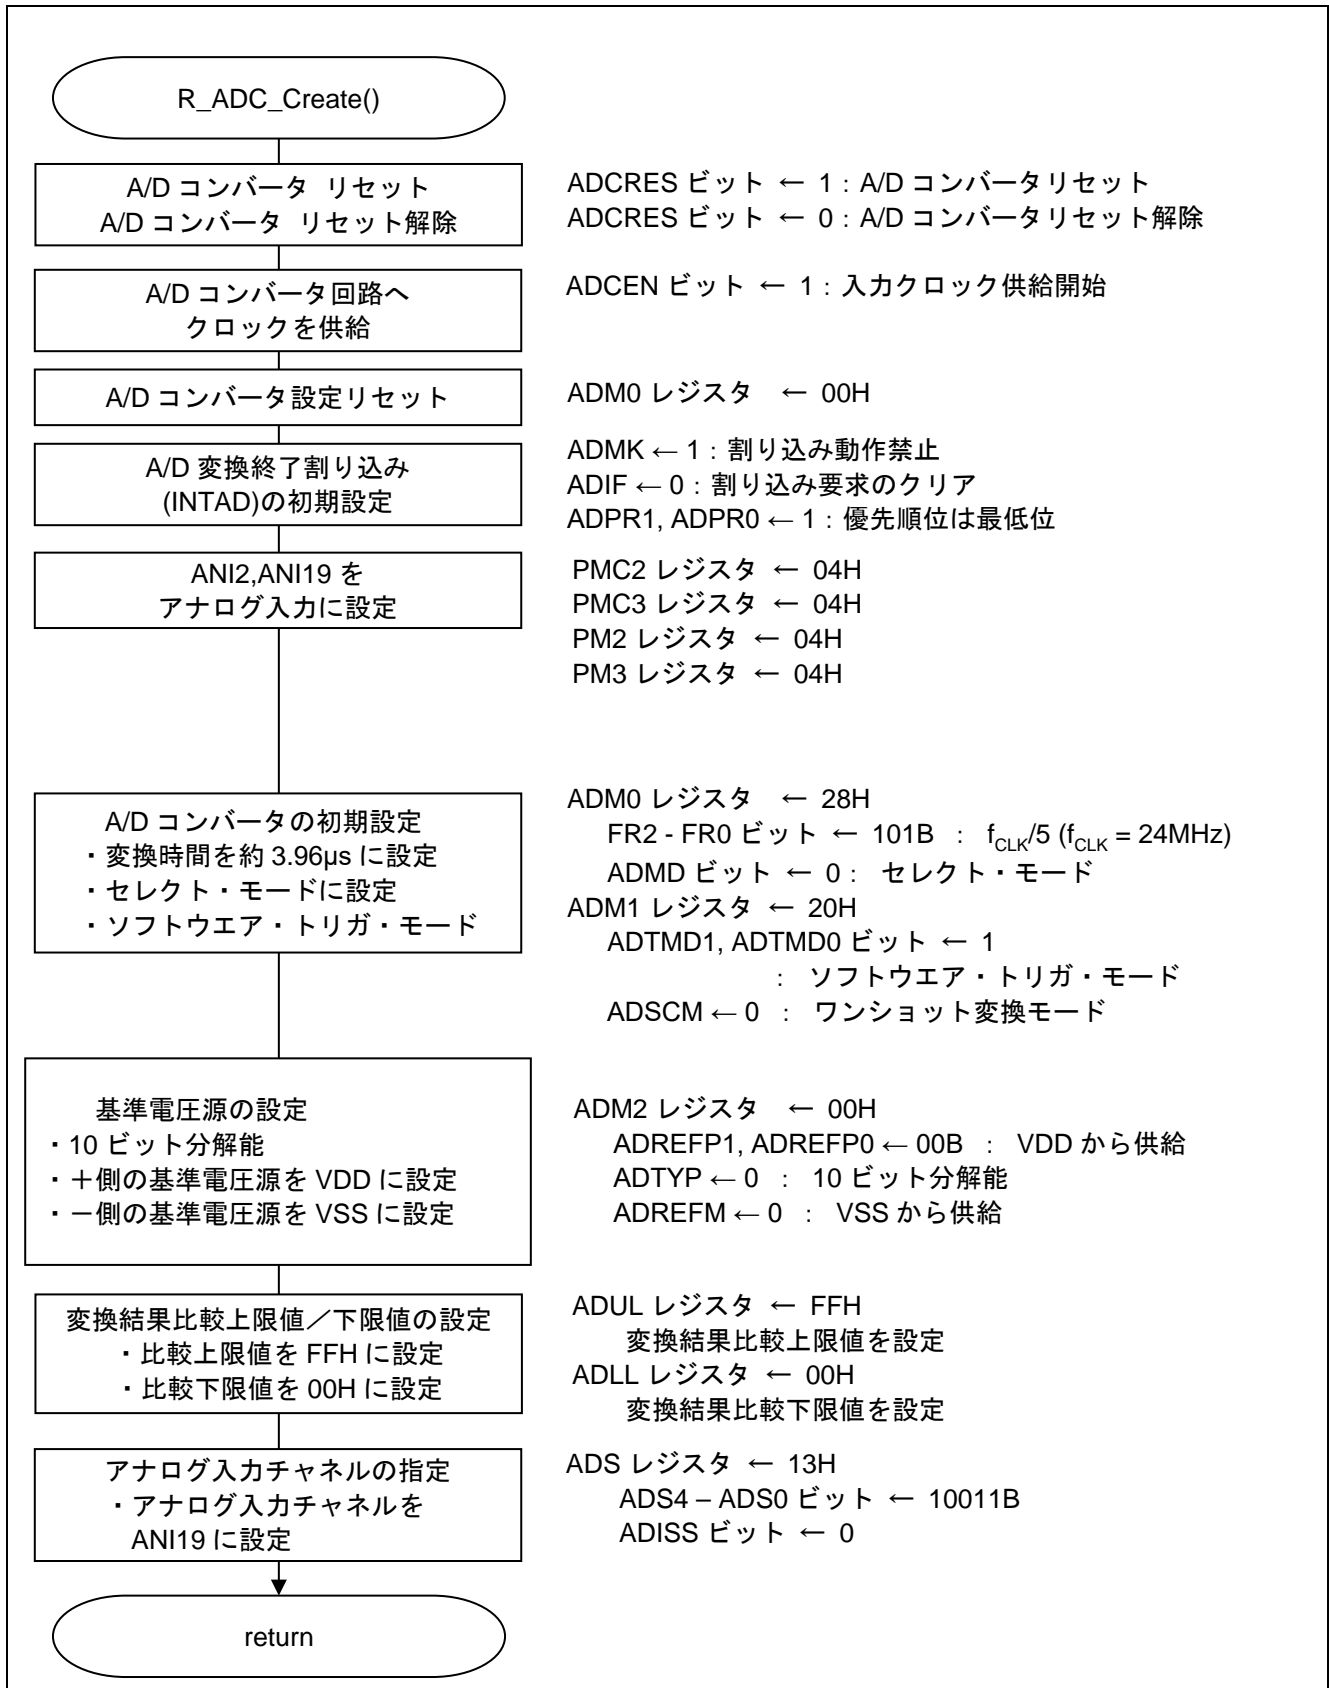 R_ADC_Create()
A/D コンバータ リセット
A/D コンバータ リセット解除
ADCRES ビット ← 1 : A/D コンバータリセット
ADCRES ビット ← 0 : A/D コンバータリセット解除
A/D コンバータ回路へ
クロックを供給
ADCEN ビット ← 1 : 入力クロック供給開始
A/D コンバータ設定リセット
ADM0 レジスタ ← 00H
A/D 変換終了割り込み
(INTAD)の初期設定
ADMK ← 1 : 割り込み動作禁止
ADIF ← 0 : 割り込み要求のクリア
ADPR1, ADPR0 ← 1 : 優先順位は最低位
ANI2,ANI19 を
アナログ入力に設定
PMC2 レジスタ ← 04H
PMC3 レジスタ ← 04H
PM2 レジスタ ← 04H
PM3 レジスタ ← 04H
A/D コンバータの初期設定
・変換時間を約 3.96μs に設定
・セレクト・モードに設定
・ソフトウエア・トリガ・モード
ADM0 レジスタ ← 28H
FR2 - FR0 ビット ← 101B : fCLK/5 (fCLK = 24MHz)
ADMD ビット ← 0 : セレクト・モード
ADM1 レジスタ ← 20H
ADTMD1, ADTMD0 ビット ← 1
: ソフトウエア・トリガ・モード
ADSCM ← 0 : ワンショット変換モード
基準電圧源の設定
・10 ビット分解能
・＋側の基準電圧源を VDD に設定
・－側の基準電圧源を VSS に設定
ADM2 レジスタ ← 00H
ADREFP1, ADREFP0 ← 00B : VDD から供給
ADTYP ← 0 : 10 ビット分解能
ADREFM ← 0 : VSS から供給
変換結果比較上限値／下限値の設定
・比較上限値を FFH に設定
・比較下限値を 00H に設定
ADUL レジスタ ← FFH
変換結果比較上限値を設定
ADLL レジスタ ← 00H
変換結果比較下限値を設定
アナログ入力チャネルの指定
・アナログ入力チャネルを
ANI19 に設定
ADS レジスタ ← 13H
ADS4 – ADS0 ビット ← 10011B
ADISS ビット ← 0
return